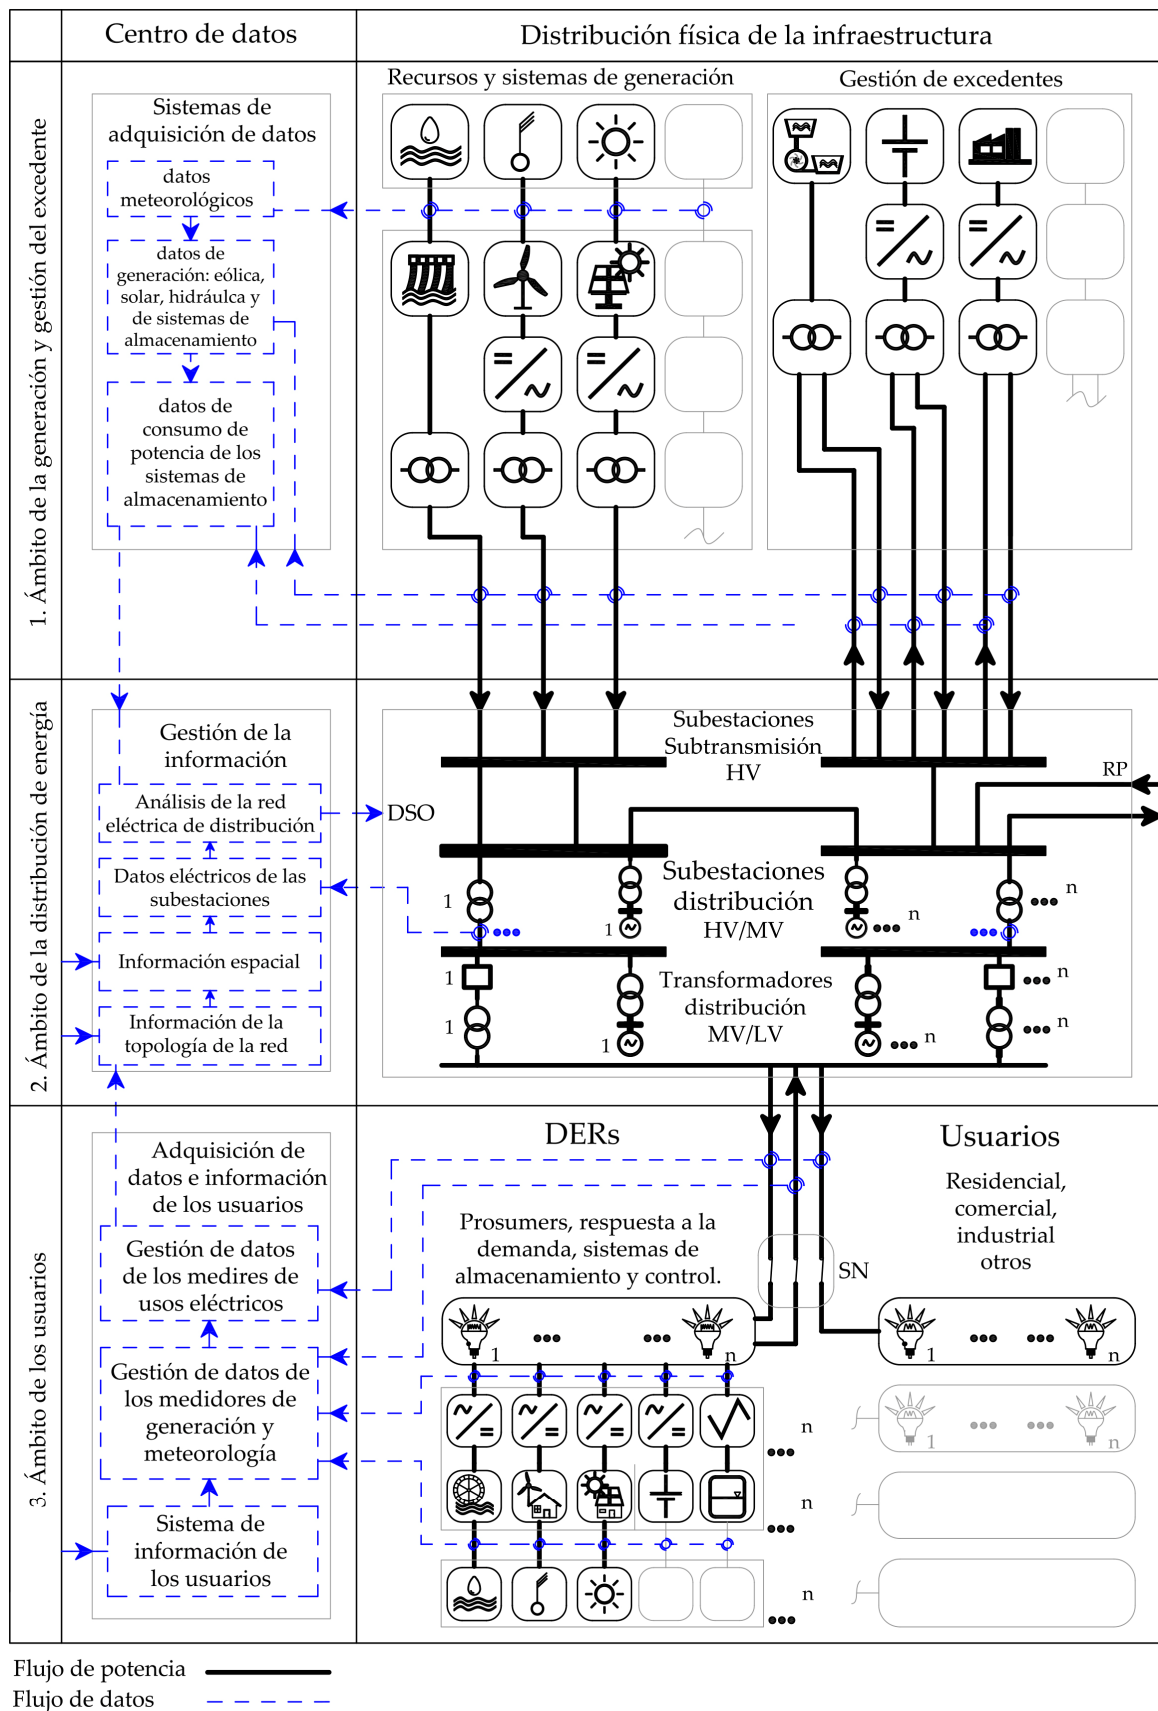 Centro de datos
Distribución física de la infraestructura
1. Ámbito de la generación y gestión del excedente
Sistemas de
adquisición de datos
datos
meteorológicos
datos de
generación: eólica,
solar, hidráulca y
de sistemas de
almacenamiento
datos de
consumo de
potencia de los
sistemas de
almacenamiento
Recursos y sistemas de generación
Gestión de excedentes
2. Ámbito de la distribución de energía
Gestión de la
información
Análisis de la red
eléctrica de distribución
Datos eléctricos de las
subestaciones
Información espacial
Información de la
topología de la red
DSO
Subestaciones
Subtransmisión
HV
RP
Subestaciones
distribución
HV/MV
1
1
n
n
Transformadores
distribución
MV/LV
1
n
1
1
n
n
3. Ámbito de los usuarios
Adquisición de
datos e información
de los usuarios
Gestión de datos
de los medires de
usos eléctricos
Gestión de datos de
los medidores de
generación y
meteorología
Sistema de
información de
los usuarios
DERs
Prosumers, respuesta a la
demanda, sistemas de
almacenamiento y control.
SN
1
n
n
n
n
Usuarios
Residencial,
comercial,
industrial
otros
1
n
1
n
Flujo de potencia
Flujo de datos